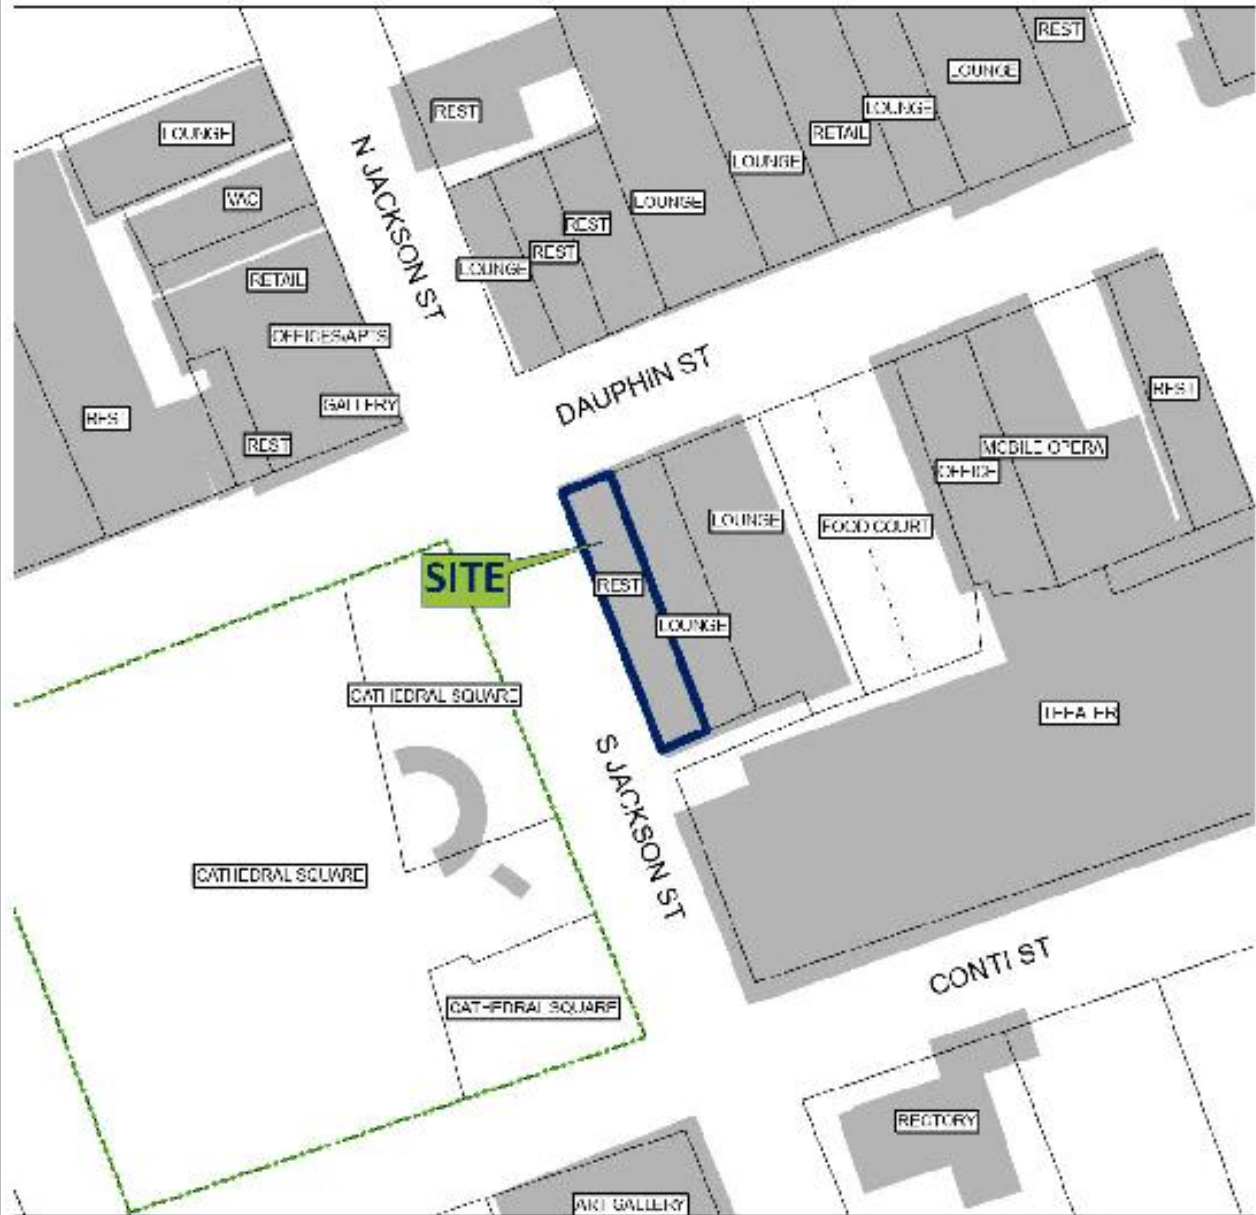 REST
LOUNGE
LOUNGE
REST
RETAIL
LOUNGE
LOUNGE
VAC
LOUNGE
N JACKSON ST
REST
REST
LOUNGE
RETAIL
OFFICES/APTS
GALLERY
REST
REST
DAUPHIN ST
REST
MOBILE OPERA
OFFICE
LOUNGE
FOOD COURT
SITE
REST
LOUNGE
CATHEDRAL SQUARE
THEATER
S JACKSON ST
CATHEDRAL SQUARE
CONTI ST
CATHEDRAL SQUARE
RECTORY
ART GALLERY